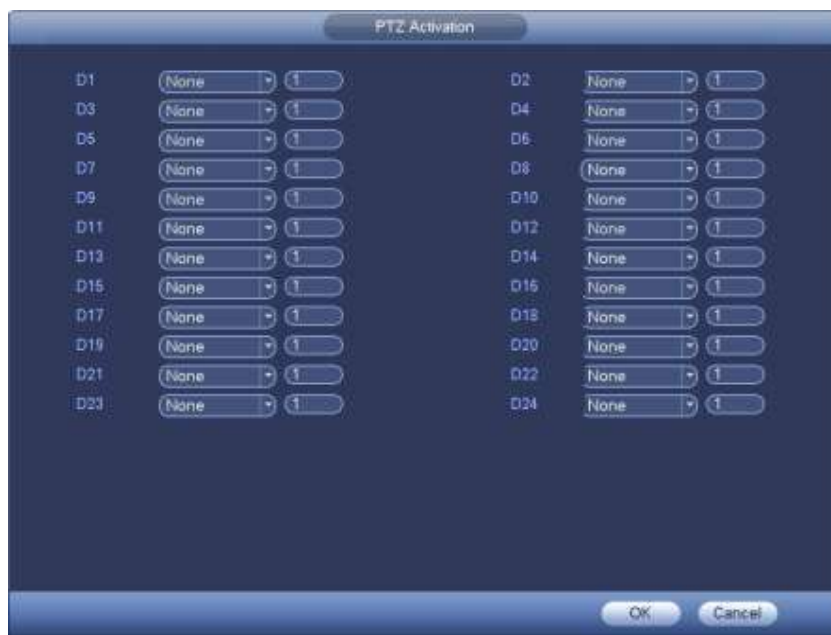 PTZ Activation
D1 None 1 D2 None 1
D3 None 1 D4 None 1
D5 None 1 D6 None 1
D7 None 1 D8 None 1
D9 None 1 D10 None 1
D11 None 1 D12 None 1
D13 None 1 D14 None 1
D15 None 1 D16 None 1
D17 None 1 D18 None 1
D19 None 1 D20 None 1
D21 None 1 D22 None 1
D23 None 1 D24 None 1
OK Cancel